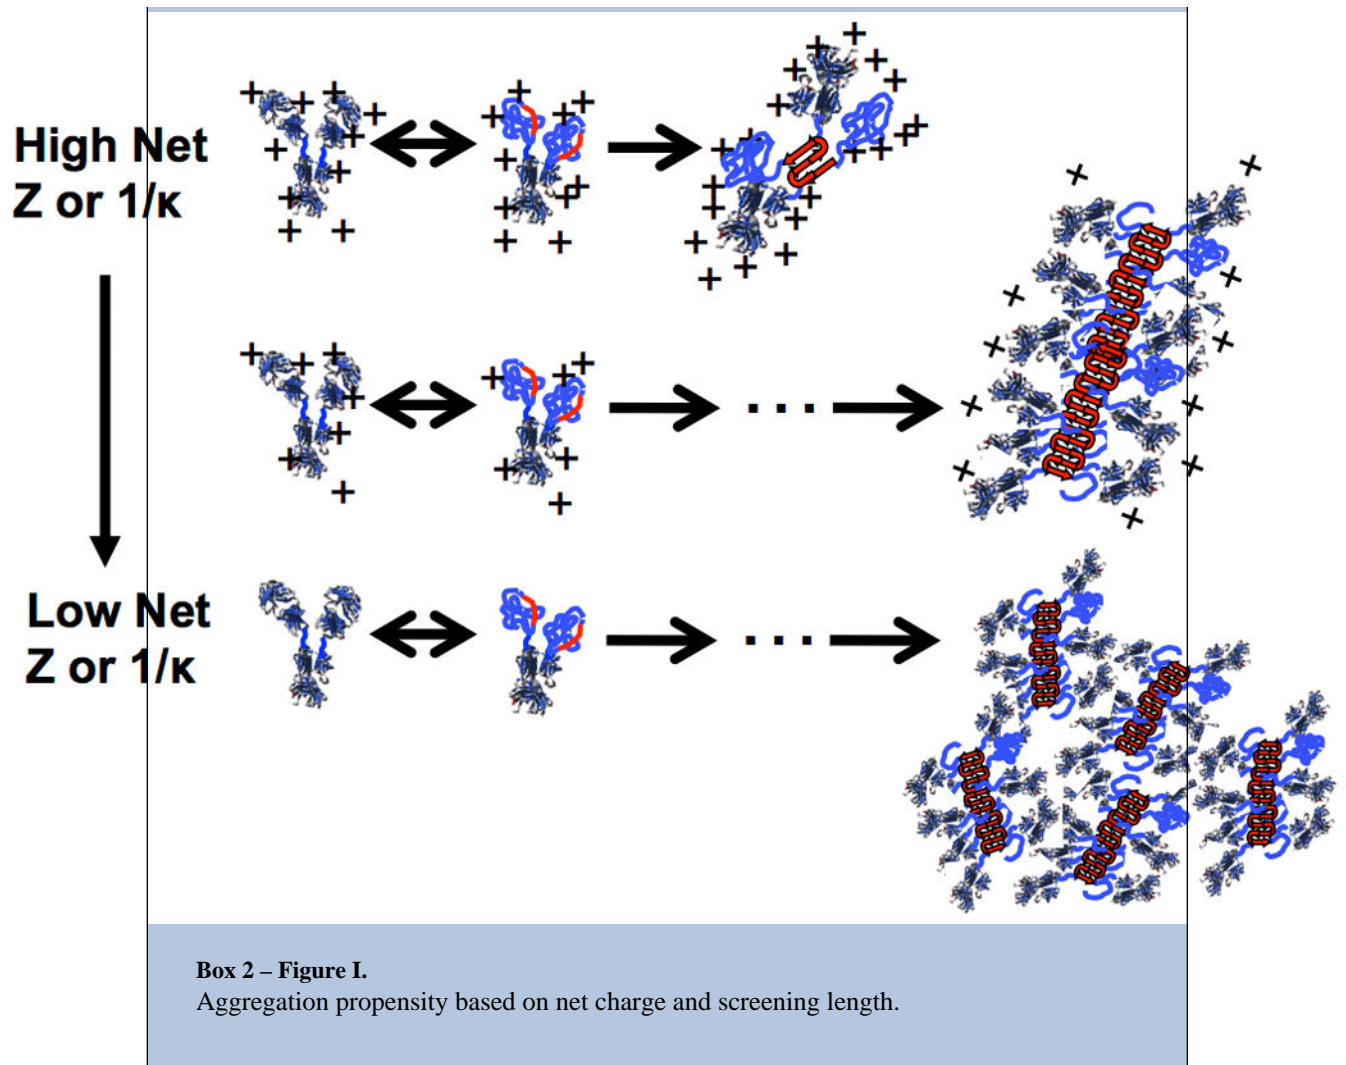 High Net
Z or 1/κ
Low Net
Z or 1/κ
Box 2 – Figure I.
Aggregation propensity based on net charge and screening length.